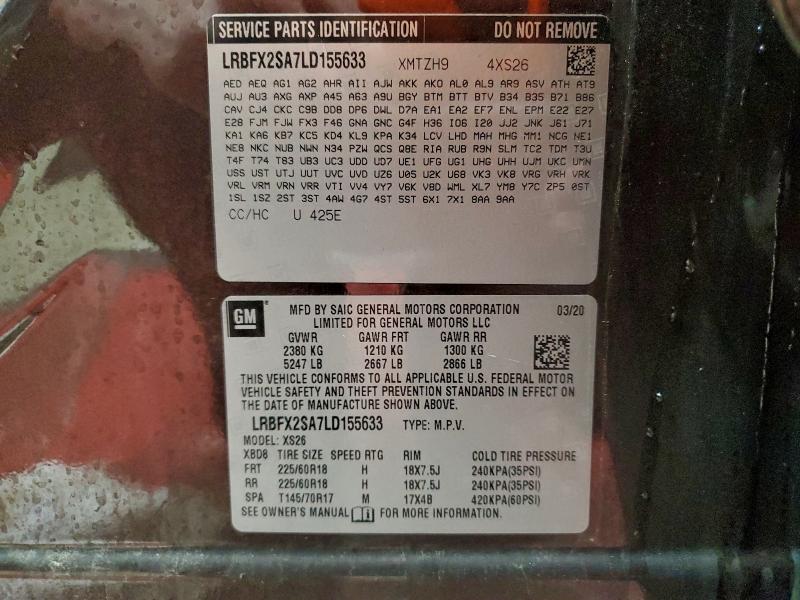 SERVICE PARTS IDENTIFICATION DO NOT REMOVE
LRBFX2SA7LD155633 XMTZH9 4XS26
AED AEQ AG1 AG2 AHR AII AJW AKK AKO AL0 AL9 AR9 ASV ATH AT9
AUJ AU3 AXG AXP A45 A63 A9U BGY BTM BTT BTV B34 B35 B71 B86
CAV CJ4 CKC C9B DD8 DP6 DWL D7A EA1 EA2 EF7 ENL EPM E22 E27
E28 FJM FJW FX3 F46 GNA GNC G4F H36 IO6 I20 JJ2 JNK J61 J71
KA1 KA6 KB7 KC5 KD4 KL9 KPA K34 LCV LHD MAH MHG MM1 NCG NE1
NE8 NKC NUB NWN N34 PZW QCS Q8E RIA RUB R9N SLM TC2 TDM T3U
T4F T74 T83 UB3 UC3 UDD UD7 UE1 UFG UG1 UHG UHH UJM UKC UMN
USS UST UTJ UUT UVC UVD UZ6 U05 U2K U68 VK3 VK8 VRG VRH VRK
VRL VRM VRN VRR VTI VV4 VY7 V6K V8D WML XL7 YM8 Y7C ZP5 0ST
1SL 1SZ 2ST 3ST 4AW 4G7 4ST 5ST 6X1 7X1 8AA 9AA
CC/HC U 425E
GM
MFD BY SAIC GENERAL MOTORS CORPORATION 03/20
LIMITED FOR GENERAL MOTORS LLC
GVWR GAWR FRT GAWR RR
2380 KG 1210 KG 1300 KG
5247 LB 2667 LB 2866 LB
THIS VEHICLE CONFORMS TO ALL APPLICABLE U.S. FEDERAL MOTOR
VEHICLE SAFETY AND THEFT PREVENTION STANDARDS IN EFFECT ON
THE DATE OF MANUFACTURE SHOWN ABOVE.
LRBFX2SA7LD155633 TYPE: M.P.V.
MODEL: XS26
XBD8 TIRE SIZE SPEED RTG RIM COLD TIRE PRESSURE
FRT 225/60R18 H 18X7.5J 240KPA(35PSI)
RR 225/60R18 H 18X7.5J 240KPA(35PSI)
SPA T145/70R17 M 17X4B 420KPA(60PSI)
SEE OWNER'S MANUAL FOR MORE INFORMATION.